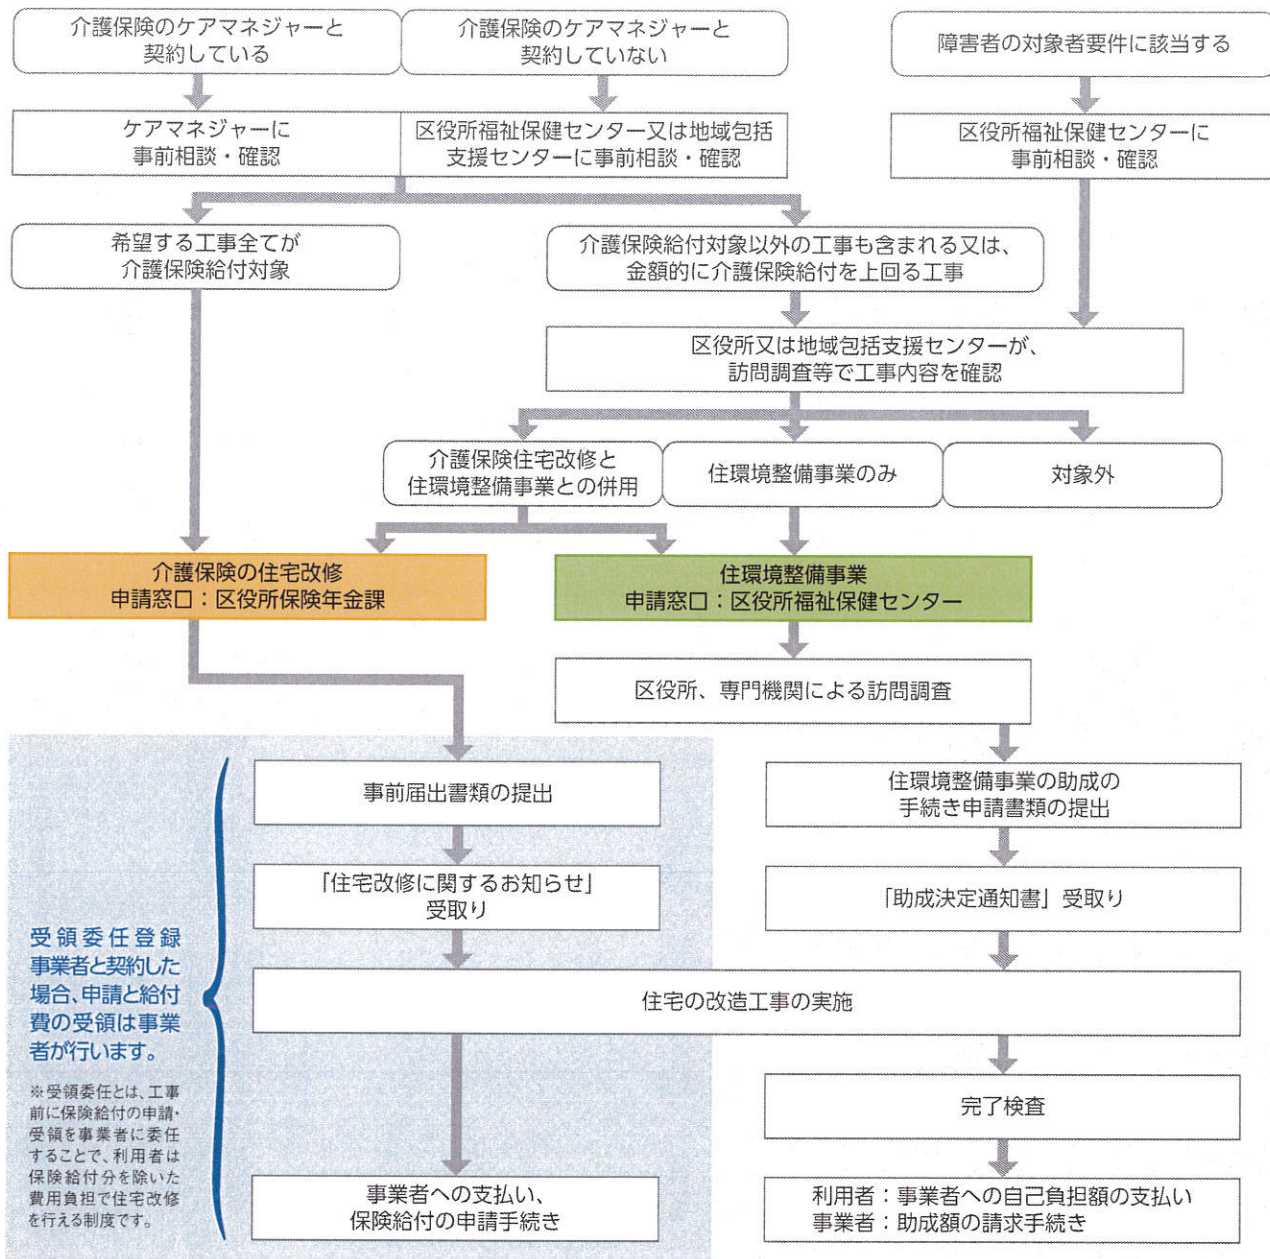 介護保険のケアマネジャーと
契約している
介護保険のケアマネジャーと
契約していない
障害者の対象者要件に該当する
ケアマネジャーに
事前相談・確認
区役所福祉保健センター又は地域包括
支援センターに事前相談・確認
区役所福祉保健センターに
事前相談・確認
希望する工事全てが
介護保険給付対象
介護保険給付対象以外の工事も含まれる又は、
金額的に介護保険給付を上回る工事
区役所又は地域包括支援センターが、
訪問調査等で工事内容を確認
介護保険住宅改修と
住環境整備事業との併用
住環境整備事業のみ
対象外
介護保険の住宅改修
申請窓口：区役所保険年金課
住環境整備事業
申請窓口：区役所福祉保健センター
区役所、専門機関による訪問調査
事前届出書類の提出
住環境整備事業の助成の
手続き申請書類の提出
「住宅改修に関するお知らせ」
受取り
「助成決定通知書」受取り
受領委任登録
事業者と契約した
場合、申請と給付
費の受領は事業
者が行います。
※受領委任とは、工事
前に保険給付の申請・
受領を事業者に委任
することで、利用者は
保険給付分を除いた
費用負担で住宅改修
を行える制度です。
住宅の改造工事の実施
完了検査
事業者への支払い、
保険給付の申請手続き
利用者：事業者への自己負担額の支払い
事業者：助成額の請求手続き